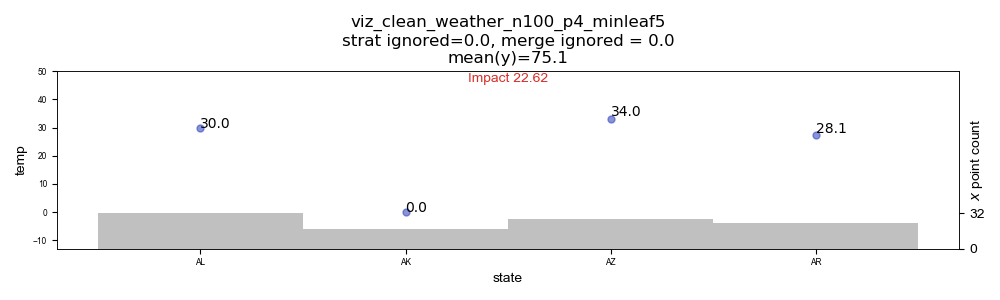 viz_clean_weather_n100_p4_minleaf5
strat ignored=0.0, merge ignored = 0.0
mean(y)=75.1
Impact 22.62
50
40
30
20
10
0
−10
temp
30.0
0.0
34.0
28.1
32
0
x point count
AL
AK
AZ
AR
state